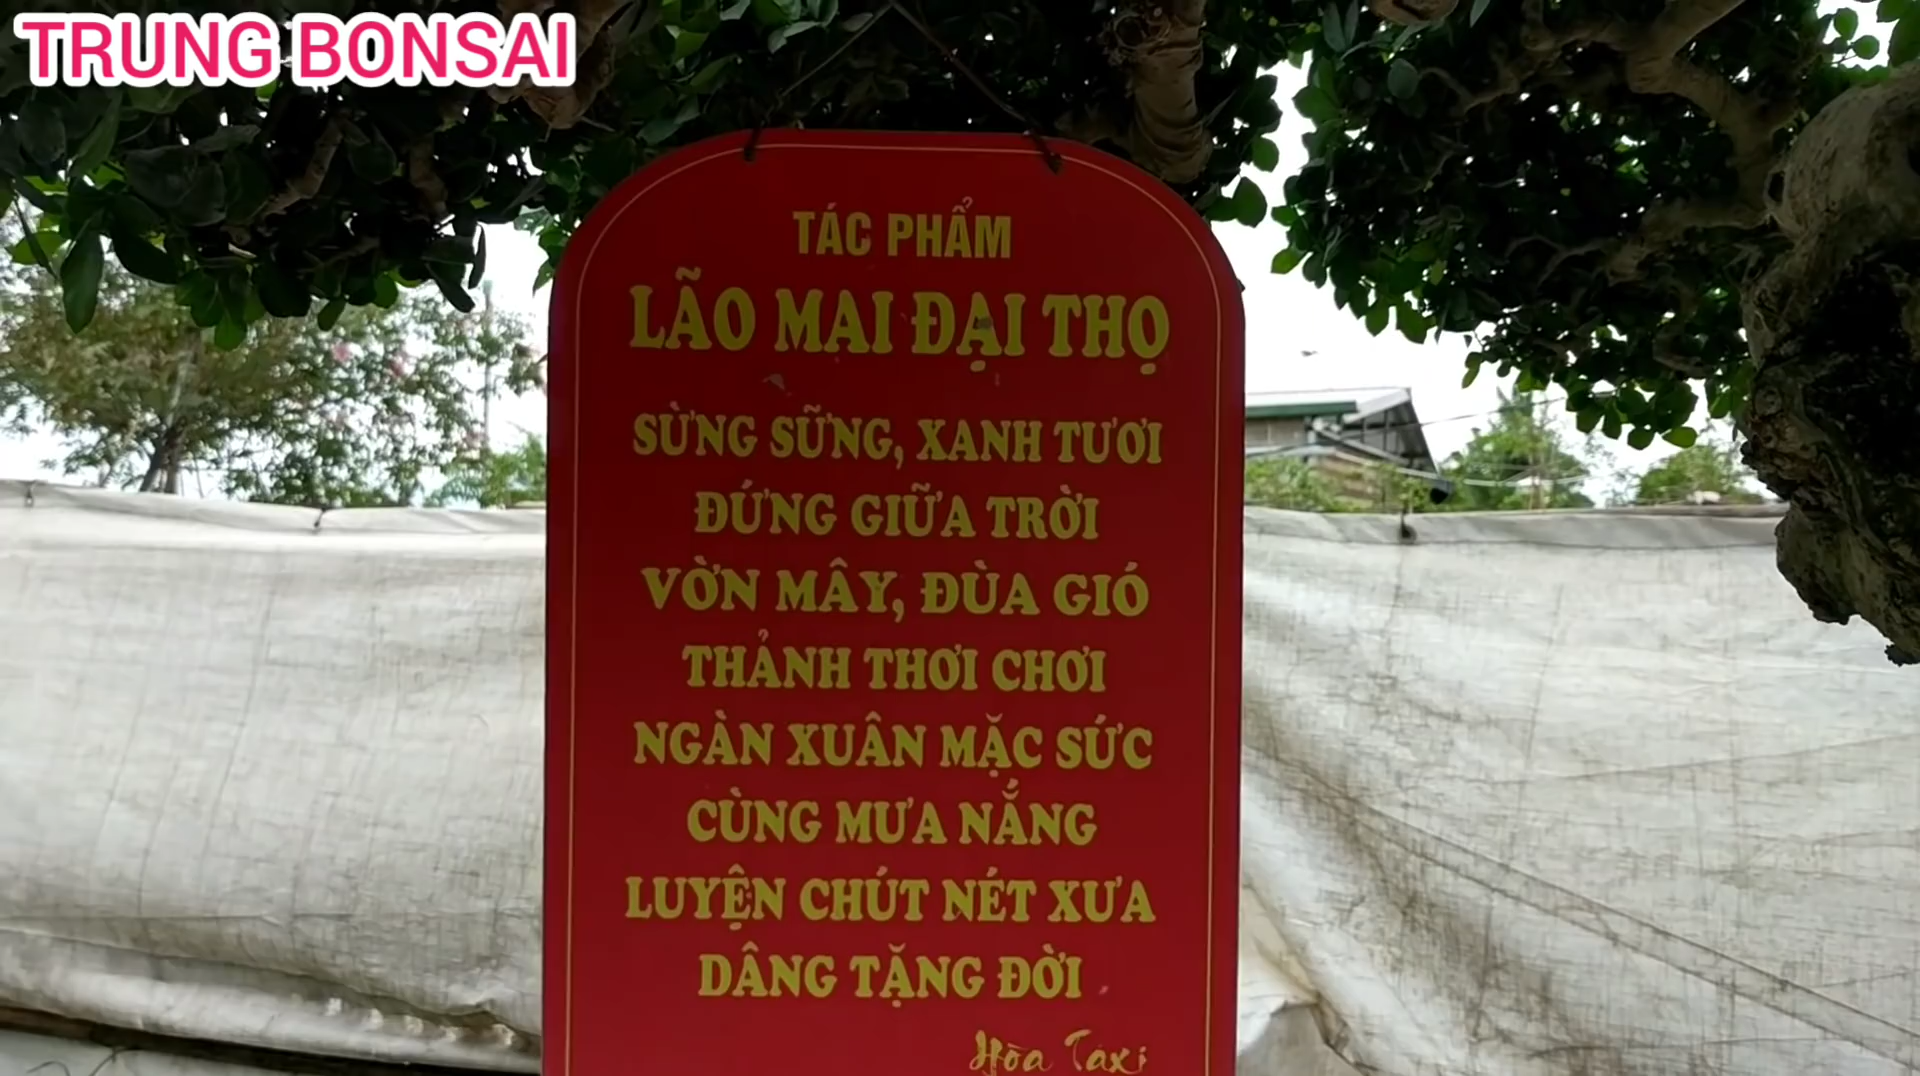 TRUNG BONSAI
TÁC PHẨM
LÃO MAI ĐẠI THỌ
SỪNG SỮNG, XANH TƯƠI
ĐỨNG GIỮA TRỜI
VỜN MÂY, ĐÙA GIÓ
THẢNH THƠI CHƠI
NGÀN XUÂN MẶC SỨC
CÙNG MƯA NẮNG
LUYỆN CHÚT NÉT XƯA
DÂNG TẶNG ĐỜI
Hòa Taxi